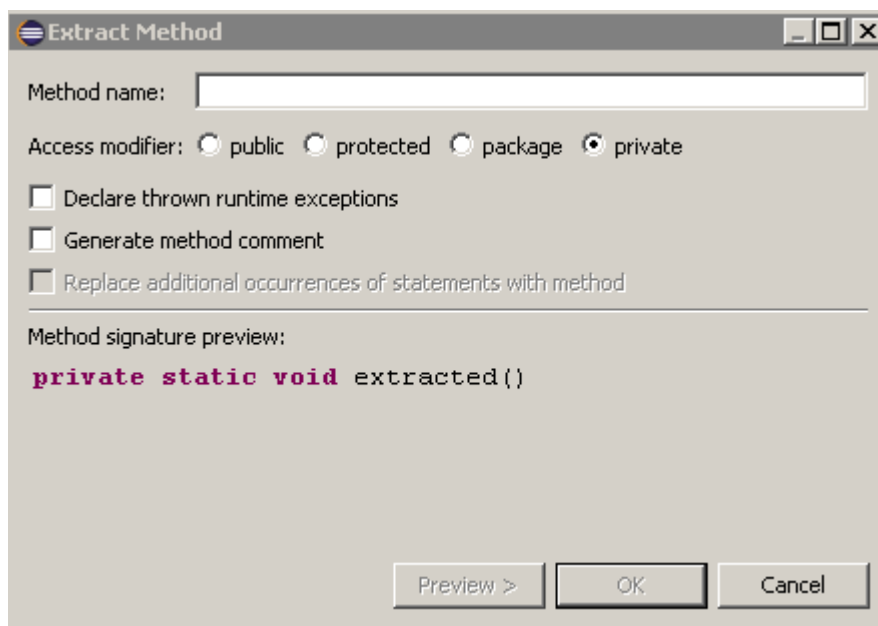 Extract Method
Method name:
Access modifier: public protected package private
Declare thrown runtime exceptions
Generate method comment
Replace additional occurrences of statements with method
Method signature preview:
private static void extracted()
Preview > OK Cancel